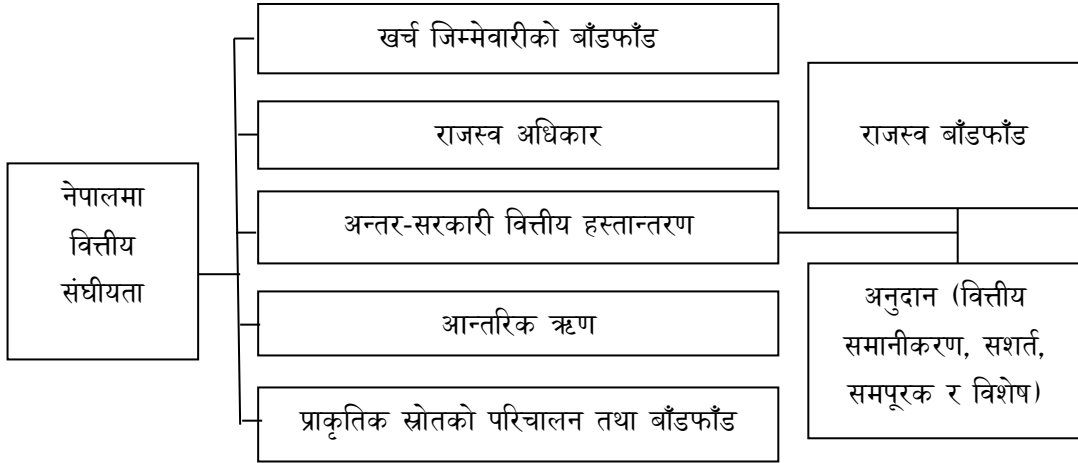 नेपालमा
वित्तीय
संघीयता
खर्च जिम्मेवारीको बाँडफाँड
राजस्व अधिकार
अन्तर-सरकारी वित्तीय हस्तान्तरण
आन्तरिक ऋण
प्राकृतिक स्रोतको परिचालन तथा बाँडफाँड
राजस्व बाँडफाँड
अनुदान (वित्तीय
समानीकरण, सशर्त,
समपूरक र विशेष)